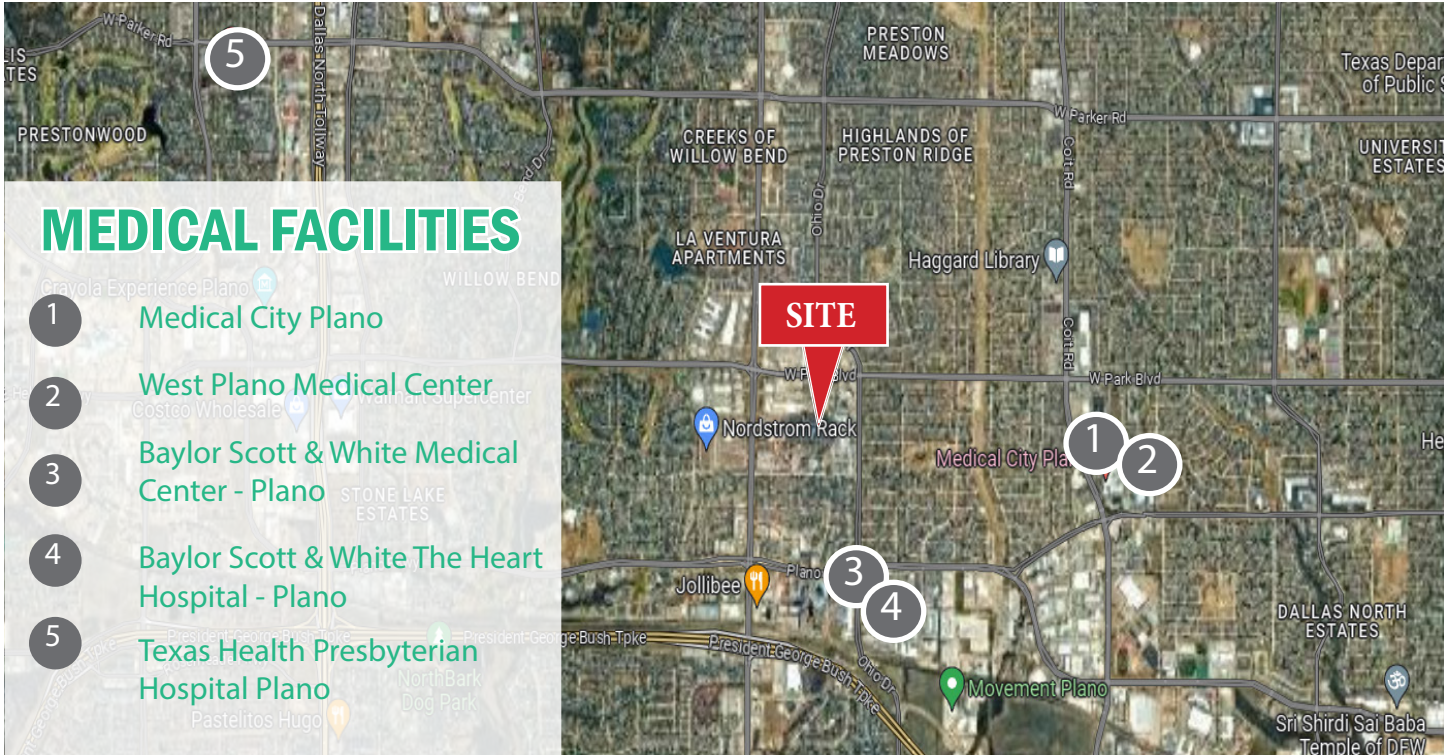 W Parker Rd
5
Dallas North Tollway
PRESTON
MEADOWS
Texas Depar
of Public S
LIS
ATES
PRESTONWOOD
W Parker Rd
CREEKS OF
WILLOW BEND
HIGHLANDS OF
PRESTON RIDGE
Coit Rd
UNIVERSIT
ESTATES
Bend Dr
Ohio Dr
MEDICAL FACILITIES
LA VENTURA
APARTMENTS
Haggard Library
WILLOW BEND
Crayola Experience Plano
1 Medical City Plano
SITE
Coit Rd
W Park Blvd
W Park Blvd
2 West Plano Medical Center
Costco Wholesale
Walmart Supercenter
Nordstrom Rack
Medical City Pla
1
2
He
3 Baylor Scott & White Medical
Center - Plano
STONE LAKE
ESTATES
4 Baylor Scott & White The Heart
Hospital - Plano
Jollibee
Plano
3
4
DALLAS NORTH
ESTATES
President George Bush Tpke
President George Bush Tpke
President George Bush Tpke
Ohio Dr
5 Texas Health Presbyterian
Hospital Plano
NorthBark
Dog Park
Pastelitos Hugo
Movement Plano
Sri Shirdi Sai Baba
Temple of DFW